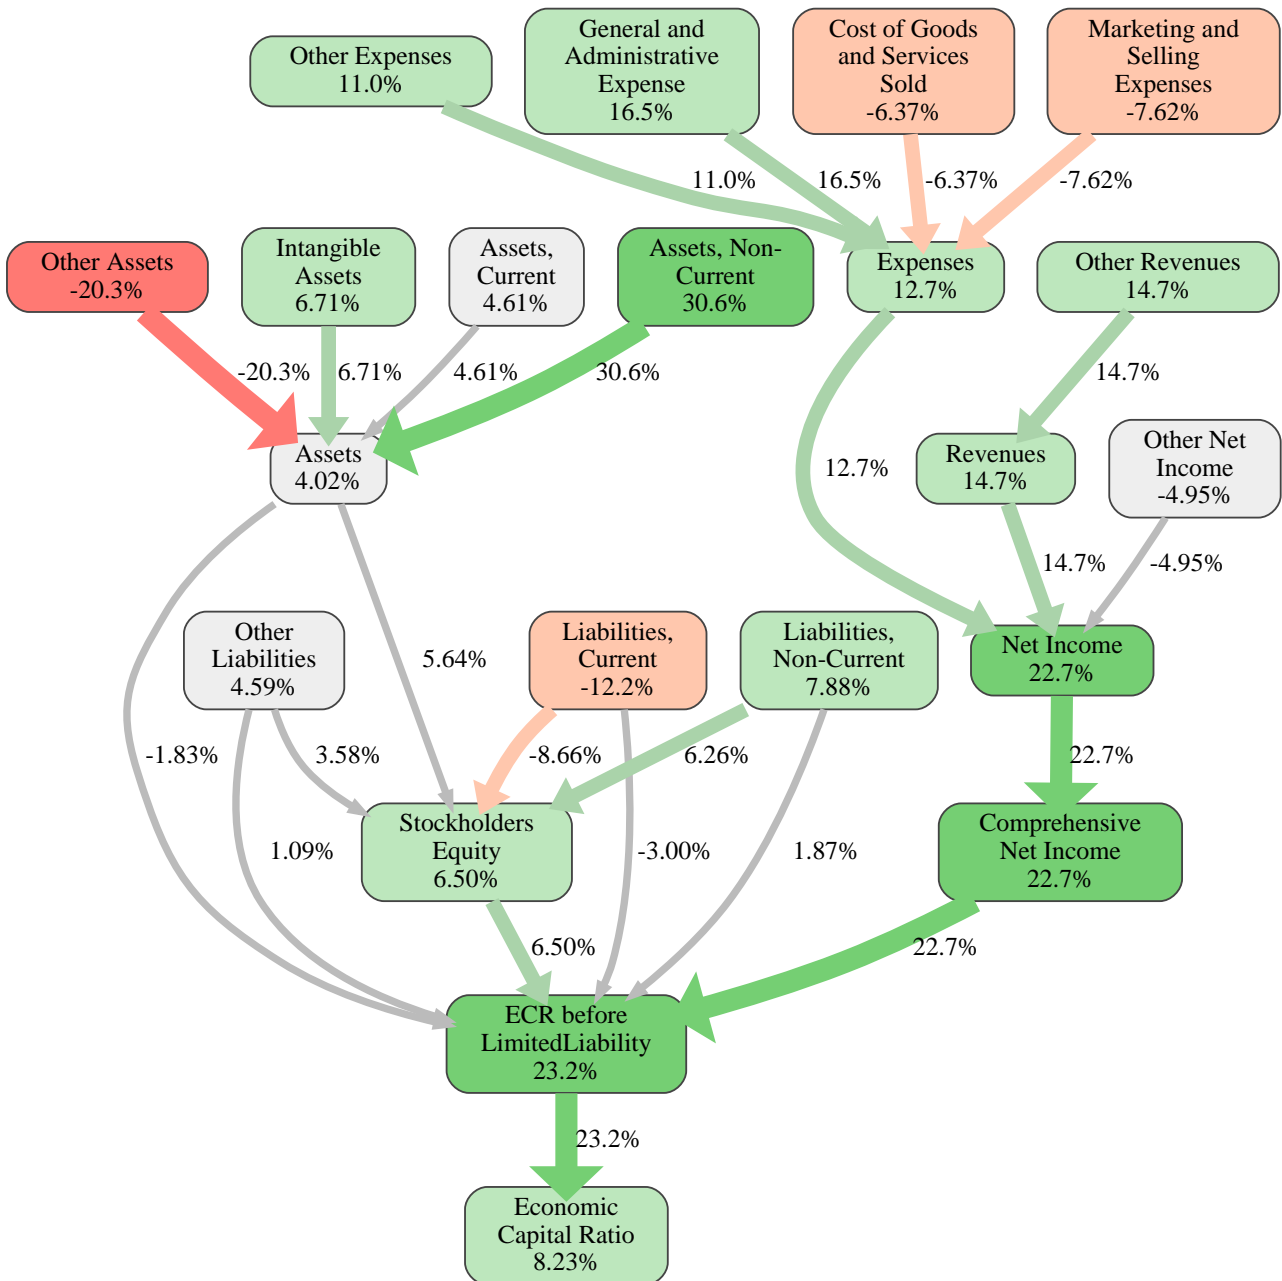 Other Expenses
11.0%
General and
Administrative
Expense
16.5%
Cost of Goods
and Services
Sold
-6.37%
Marketing and
Selling
Expenses
-7.62%
11.0%
16.5%
-6.37%
-7.62%
Other Assets
-20.3%
Intangible
Assets
6.71%
Assets,
Current
4.61%
Assets, Non-
Current
30.6%
Expenses
12.7%
Other Revenues
14.7%
-20.3%
6.71%
4.61%
30.6%
14.7%
Assets
4.02%
12.7%
Revenues
14.7%
Other Net
Income
-4.95%
14.7%
-4.95%
Other
Liabilities
4.59%
5.64%
Liabilities,
Current
-12.2%
Liabilities,
Non-Current
7.88%
Net Income
22.7%
-1.83%
3.58%
-8.66%
6.26%
22.7%
Stockholders
Equity
6.50%
1.09%
-3.00%
1.87%
Comprehensive
Net Income
22.7%
6.50%
22.7%
ECR before
LimitedLiability
23.2%
23.2%
Economic
Capital Ratio
8.23%